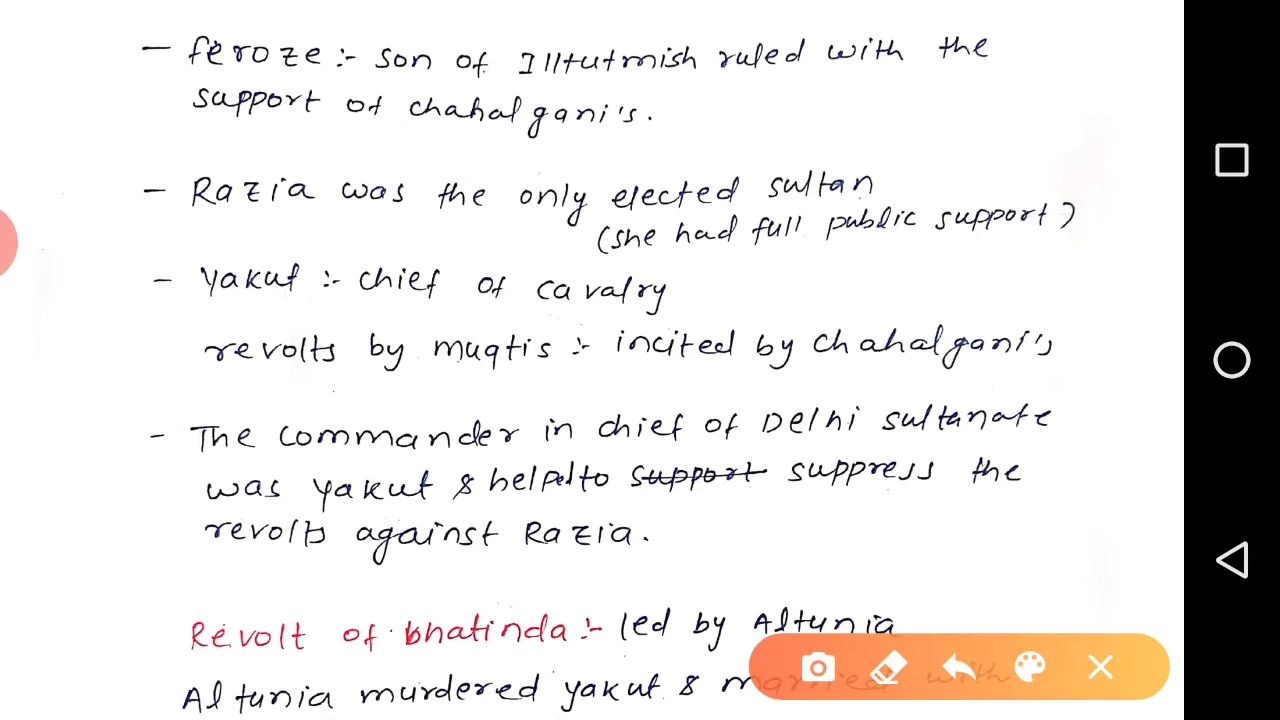 - feroze :- son of Illtutmish ruled with the
support of chahalgani's.
- Razia was the only elected sultan
(she had full public support)
- Yakut :- chief of cavalry
revolts by muqtis :- incited by chahalgani's
- The commander in chief of Delhi sultanate
was yakut & helped to support suppress the
revolts against Razia.
Revolt of bhatinda :- led by Altunia
Altunia murdered yakut & married with